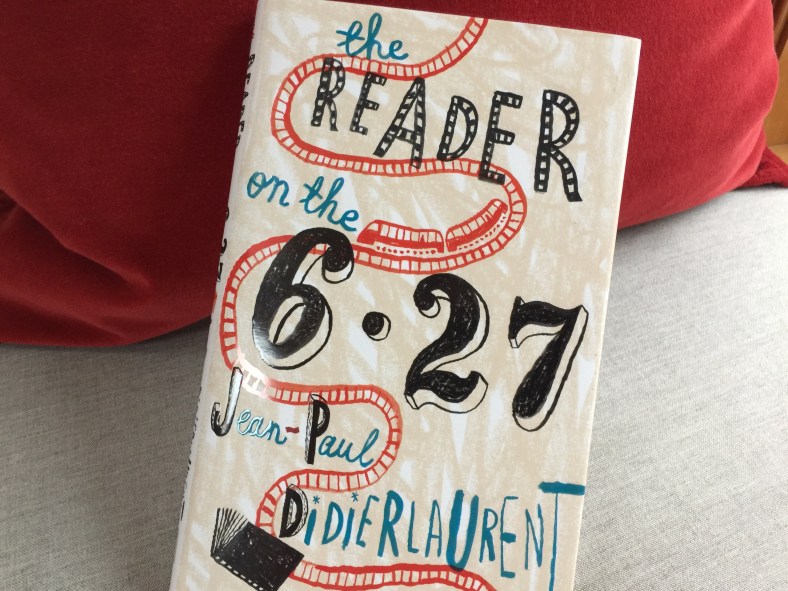 the
READER
on the
6.27
Jean-Paul
DIDIERLAURENT